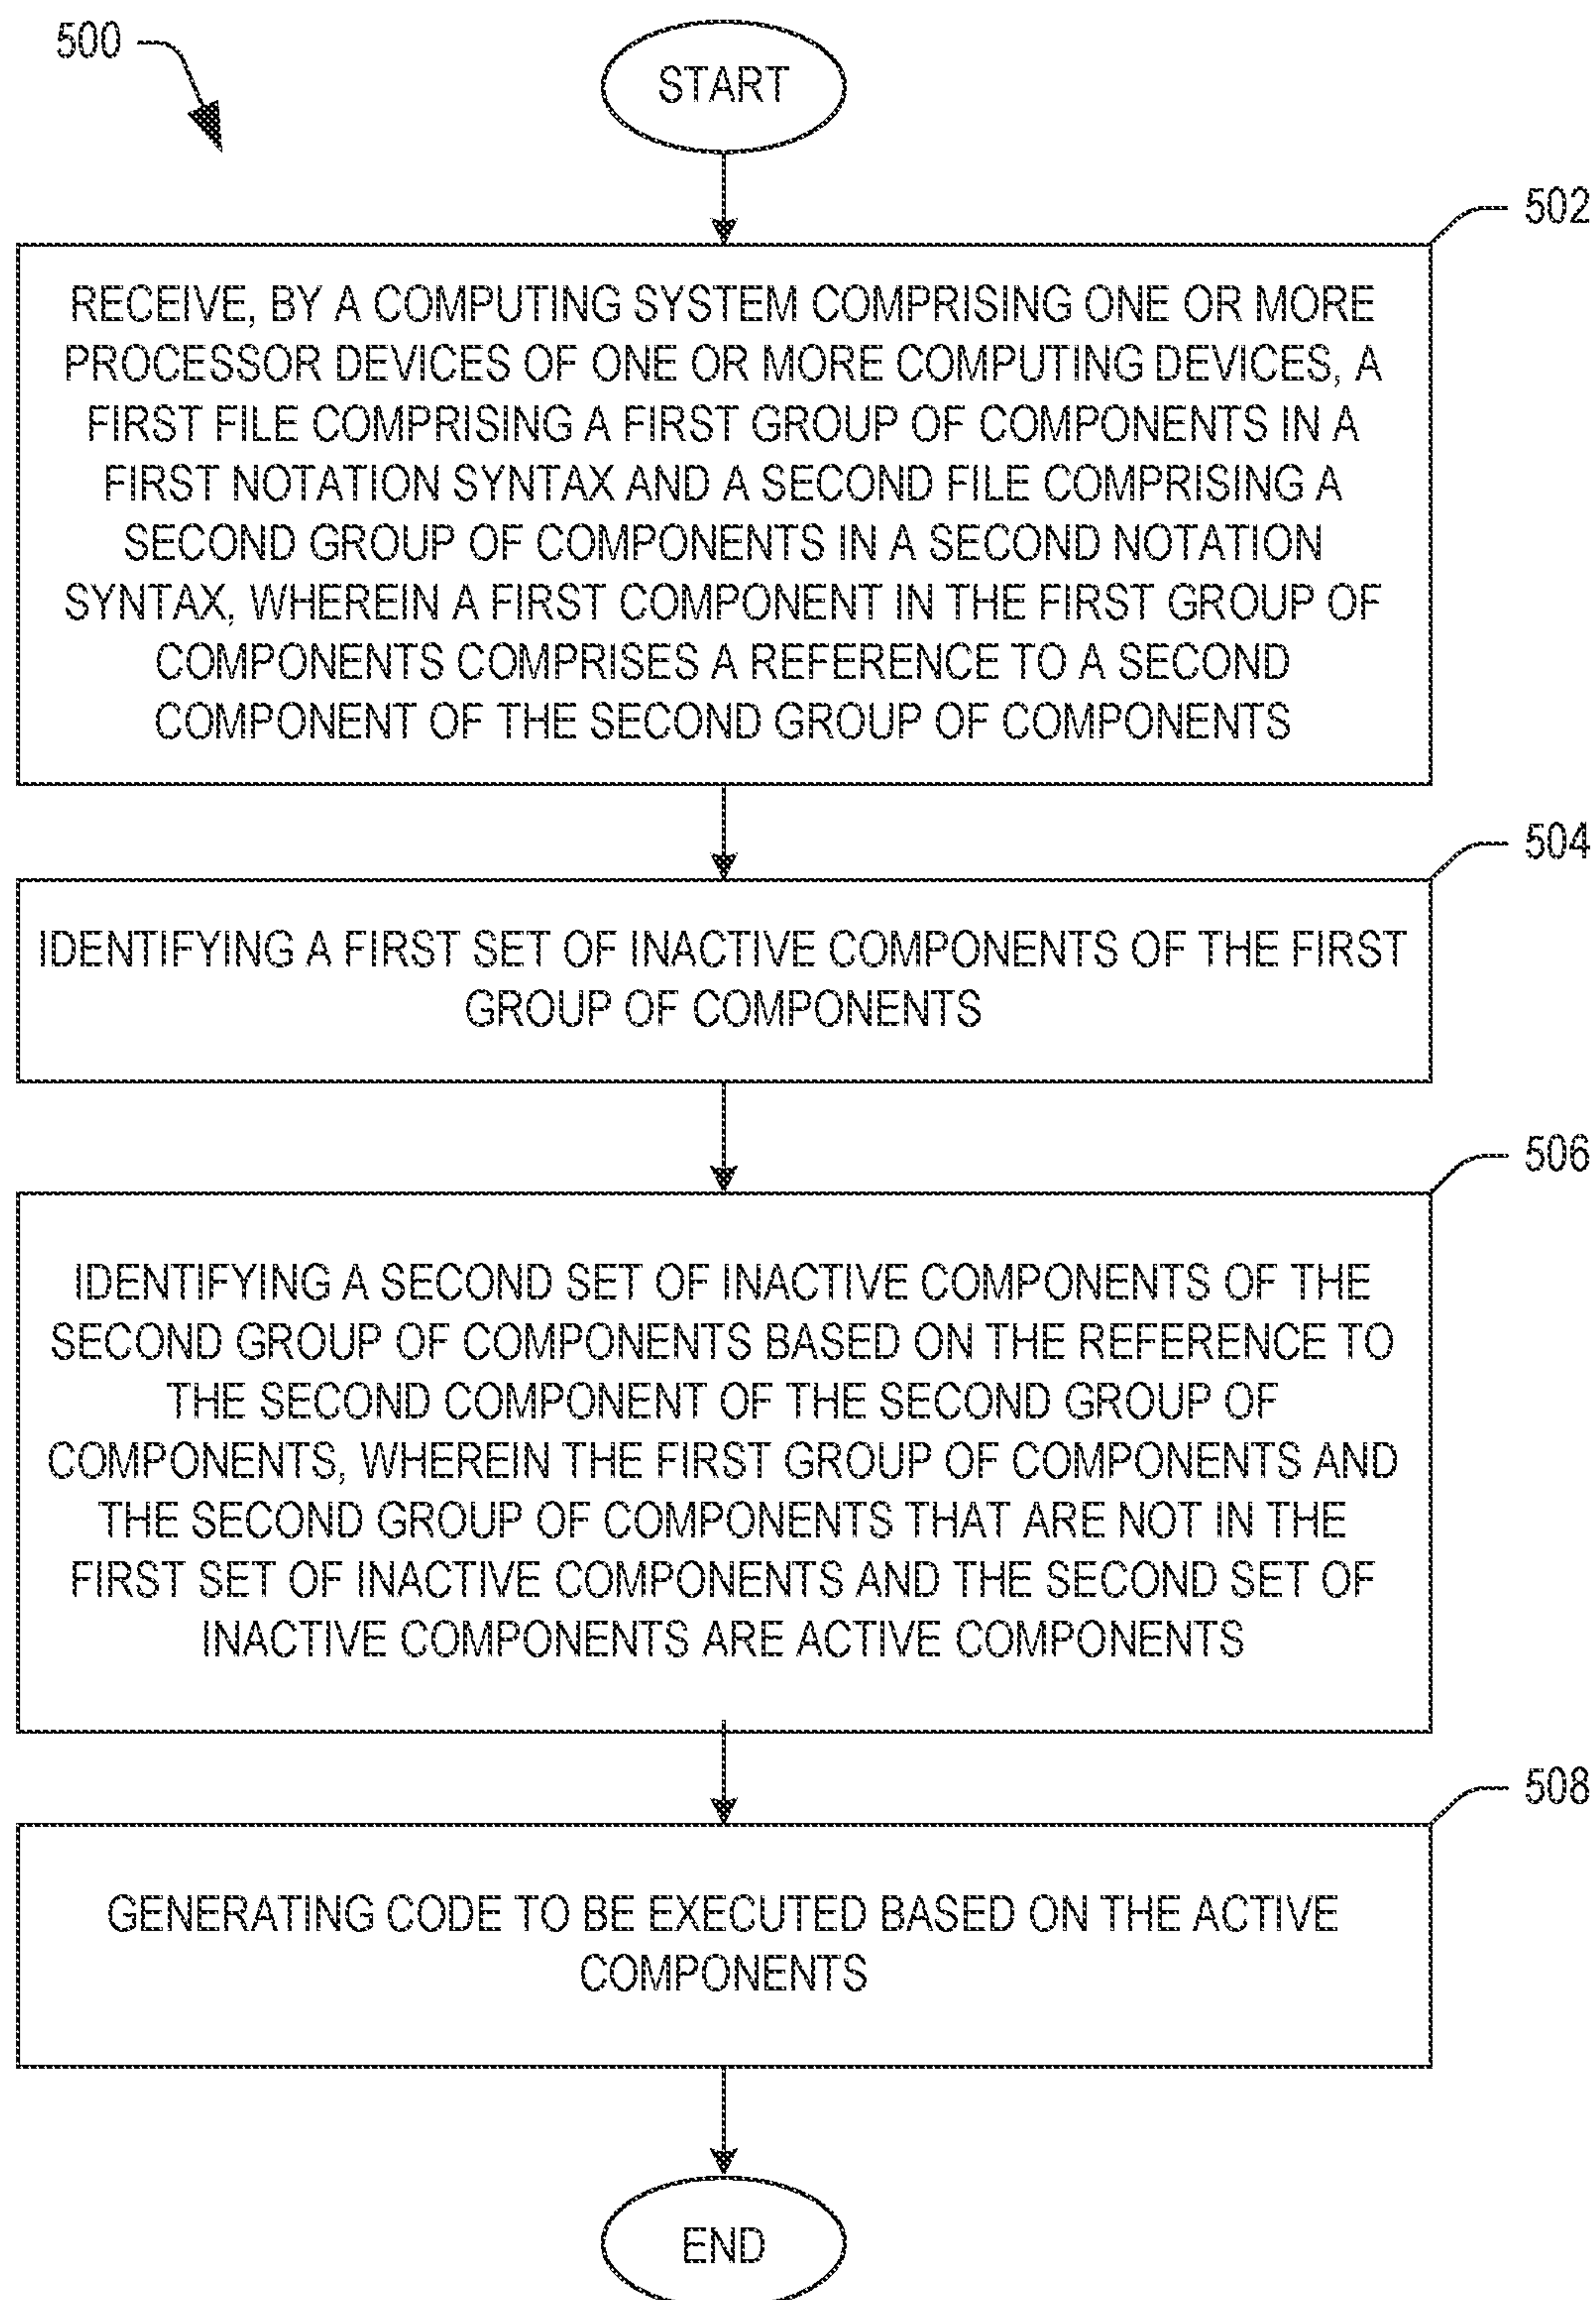 500
START
502
RECEIVE, BY A COMPUTING SYSTEM COMPRISING ONE OR MORE
PROCESSOR DEVICES OF ONE OR MORE COMPUTING DEVICES, A
FIRST FILE COMPRISING A FIRST GROUP OF COMPONENTS IN A
FIRST NOTATION SYNTAX AND A SECOND FILE COMPRISING A
SECOND GROUP OF COMPONENTS IN A SECOND NOTATION
SYNTAX, WHEREIN A FIRST COMPONENT IN THE FIRST GROUP OF
COMPONENTS COMPRISES A REFERENCE TO A SECOND
COMPONENT OF THE SECOND GROUP OF COMPONENTS
504
IDENTIFYING A FIRST SET OF INACTIVE COMPONENTS OF THE FIRST
GROUP OF COMPONENTS
506
IDENTIFYING A SECOND SET OF INACTIVE COMPONENTS OF THE
SECOND GROUP OF COMPONENTS BASED ON THE REFERENCE TO
THE SECOND COMPONENT OF THE SECOND GROUP OF
COMPONENTS, WHEREIN THE FIRST GROUP OF COMPONENTS AND
THE SECOND GROUP OF COMPONENTS THAT ARE NOT IN THE
FIRST SET OF INACTIVE COMPONENTS AND THE SECOND SET OF
INACTIVE COMPONENTS ARE ACTIVE COMPONENTS
508
GENERATING CODE TO BE EXECUTED BASED ON THE ACTIVE
COMPONENTS
END